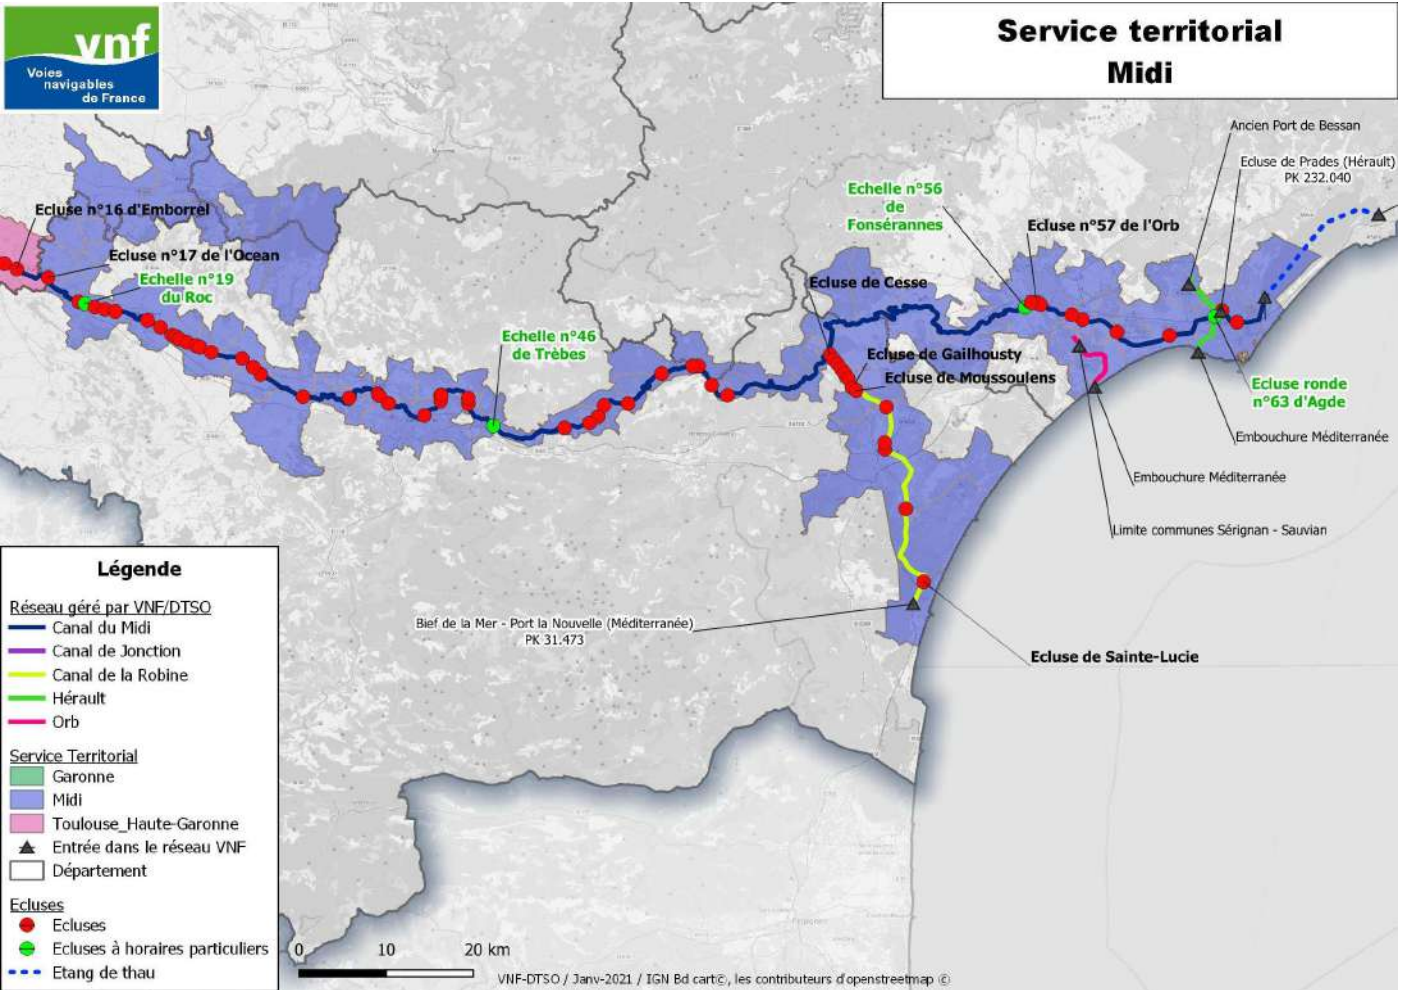 vnf
Voies
navigables
de France
Service territorial
Midi
Ancien Port de Bessan
Ecluse de Prades (Hérault)
PK 232.040
Echelle n°56
de
Fonsérannes
Ecluse n°57 de l'Orb
Ecluse n°16 d'Emborrel
Ecluse n°17 de l'Ocean
Echelle n°19
du Roc
Ecluse de Cesse
Echelle n°46
de Trèbes
Ecluse de Gailhousty
Ecluse de Moussoulens
Ecluse ronde
n°63 d'Agde
Embouchure Méditerranée
Embouchure Méditerranée
Limite communes Sérignan - Sauvian
Bief de la Mer - Port la Nouvelle (Méditerranée)
PK 31.473
Ecluse de Sainte-Lucie
Légende
Réseau géré par VNF/DTSO
Canal du Midi
Canal de Jonction
Canal de la Robine
Hérault
Orb
Service Territorial
Garonne
Midi
Toulouse_Haute-Garonne
Entrée dans le réseau VNF
Département
Ecluses
Ecluses
Ecluses à horaires particuliers
Etang de thau
0 10 20 km
VNF-DTSO / Janv-2021 / IGN Bd carto©, les contributeurs d'openstreetmap ©